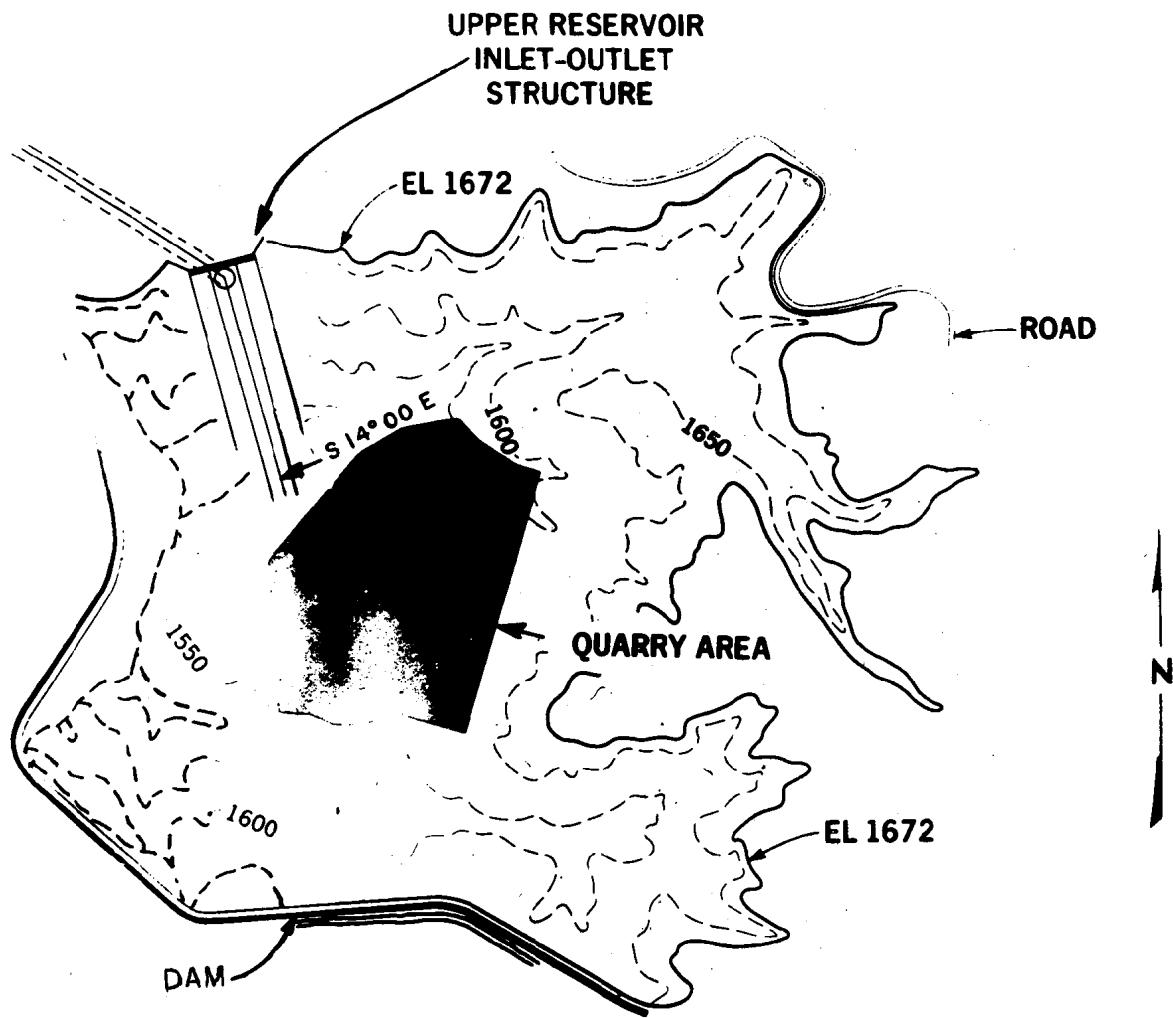 UPPER RESERVOIR
INLET-OUTLET
STRUCTURE
EL 1672
ROAD
S 14° 00 E
1600
1650
1550
QUARRY AREA
N
1600
EL 1672
DAM